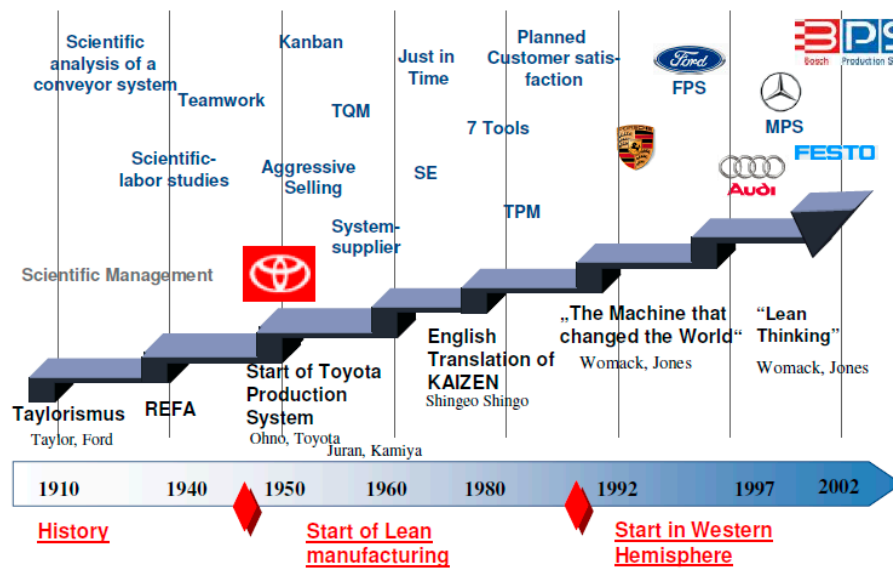 Scientific
analysis of a
conveyor system
Teamwork
Scientific-
labor studies
Scientific Management
Kanban
TQM
Aggressive
Selling
System-
supplier
Just in
Time
SE
Planned
Customer satis-
faction
7 Tools
TPM
Ford
FPS
PORSCHE
Audi
MPS
FESTO
BPS
Bosch Production S
Taylorismus
Taylor, Ford
REFA
Start of Toyota
Production
System
Ohno, Toyota
Juran, Kamiya
English
Translation of
KAIZEN
Shingeo Shingo
„The Machine that
changed the World“
Womack, Jones
“Lean
Thinking”
Womack, Jones
1910
1940
1950
1960
1980
1992
1997
2002
History
Start of Lean
manufacturing
Start in Western
Hemisphere